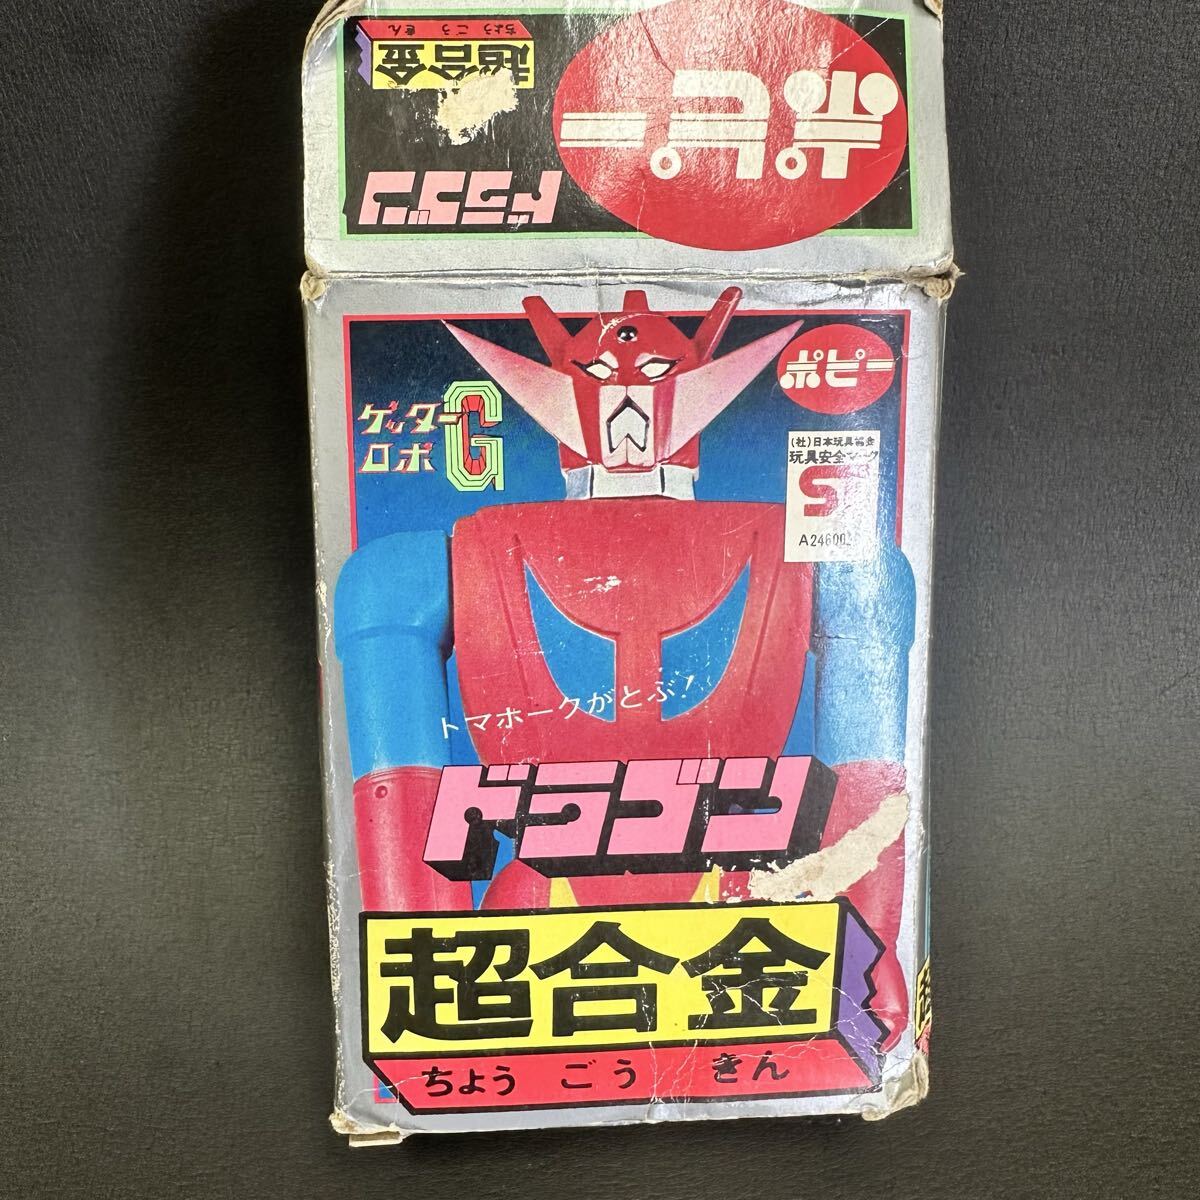 ポピー
ちょうごうきん
超合金
ドラゴン
ポピー
ゲッター
ロボG
(社)日本玩具協会
玩具安全マーク
ST
トマホークがとぶ!
ドラゴン
超合金
ちょう ごう きん